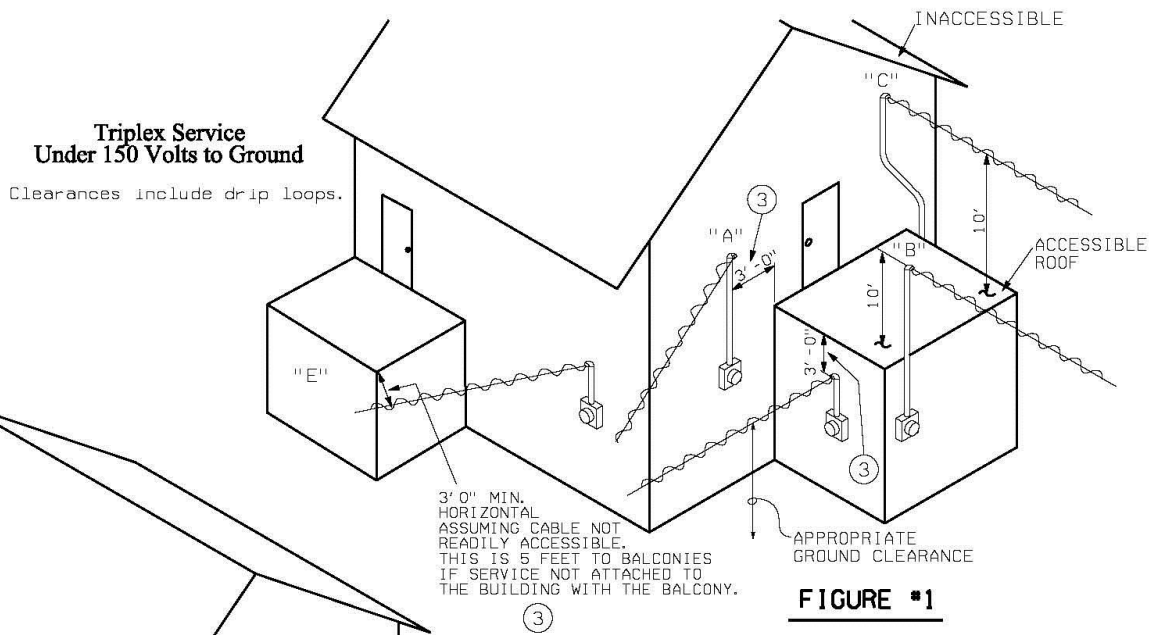 INACCESSIBLE
"C"
Triplex Service
Under 150 Volts to Ground
Clearances include drip loops.
3
"A"
3'-0"
10'
"B"
ACCESSIBLE
ROOF
10'
3'-0"
"E"
3
3'0" MIN.
HORIZONTAL
ASSUMING CABLE NOT
READILY ACCESSIBLE.
THIS IS 5 FEET TO BALCONIES
IF SERVICE NOT ATTACHED TO
THE BUILDING WITH THE BALCONY.
3
APPROPRIATE
GROUND CLEARANCE
FIGURE #1